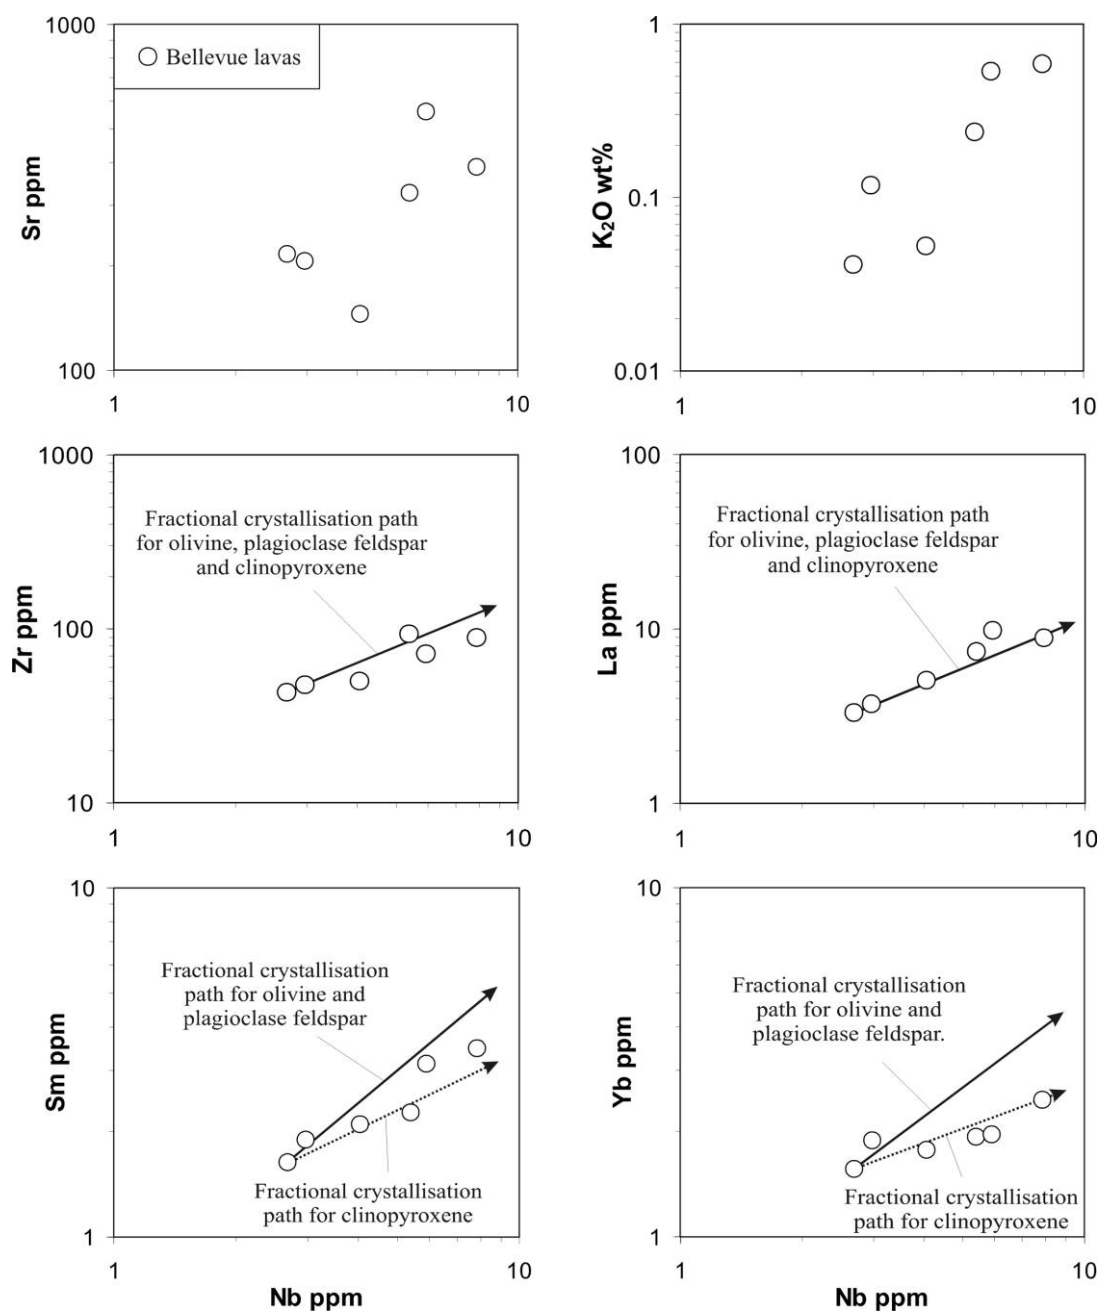 1000
Bellevue lavas
Sr ppm
100
1
10
1
K₂O wt%
0.1
0.01
1
10
1000
Fractional crystallisation path
for olivine, plagioclase feldspar
and clinopyroxene
Zr ppm
100
10
1
10
100
Fractional crystallisation path
for olivine, plagioclase feldspar
and clinopyroxene
La ppm
10
1
1
10
10
Fractional crystallisation
path for olivine and
plagioclase feldspar
Sm ppm
Fractional crystallisation
path for clinopyroxene
1
1
10
Nb ppm
10
Fractional crystallisation
path for olivine and
plagioclase feldspar.
Yb ppm
Fractional crystallisation
path for clinopyroxene
1
1
10
Nb ppm